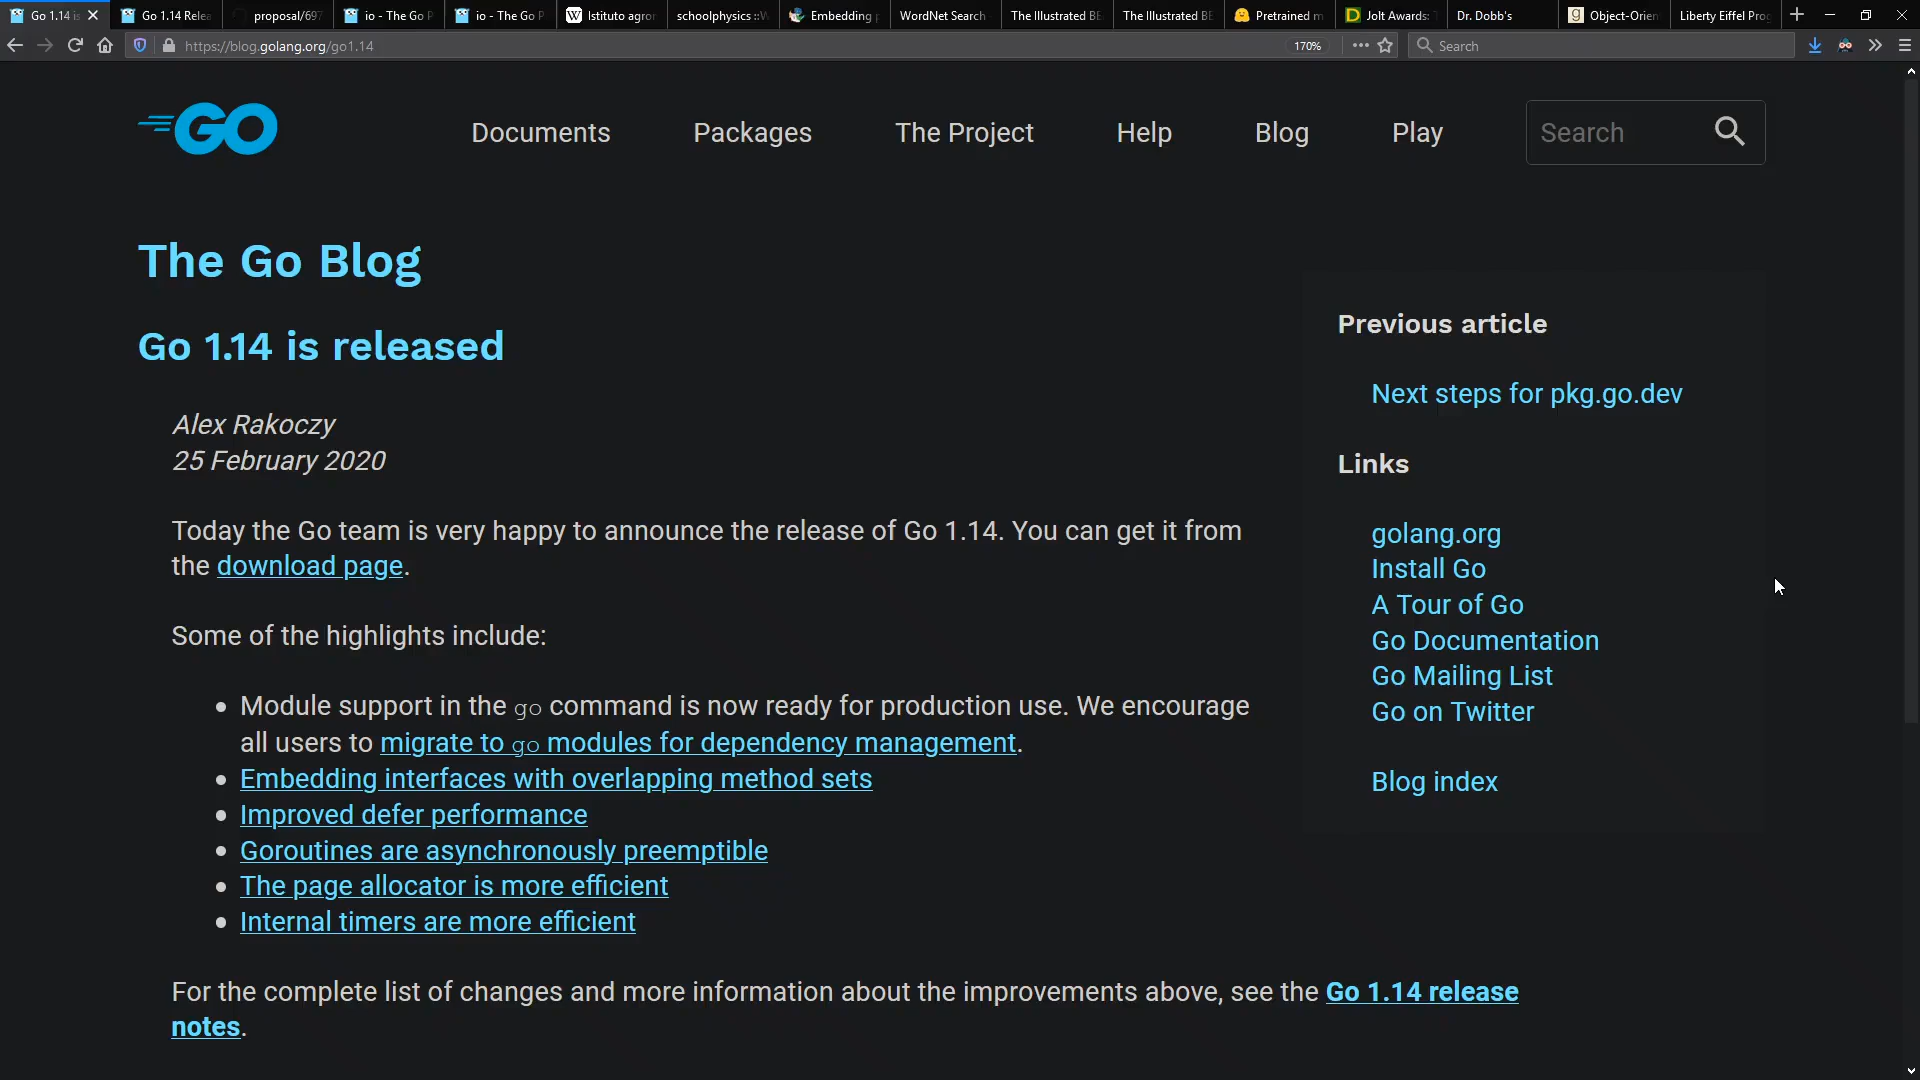 Go 1.14 is
Go 1.14 Relea
proposal/697
io - The Go P
io - The Go P
Istituto agror
schoolphysics ::W
Embedding
WordNet Search
The Illustrated BE
The Illustrated BE
Pretrained m
Jolt Awards:
Dr. Dobb's
Object-Orien
Liberty Eiffel Prog
https://blog.golang.org/go1.14
170%
Search
GO
Documents
Packages
The Project
Help
Blog
Play
Search
The Go Blog
Go 1.14 is released
Alex Rakoczy
25 February 2020
Today the Go team is very happy to announce the release of Go 1.14. You can get it from
the download page.
Some of the highlights include:
• Module support in the go command is now ready for production use. We encourage
all users to migrate to go modules for dependency management.
• Embedding interfaces with overlapping method sets
• Improved defer performance
• Goroutines are asynchronously preemptible
• The page allocator is more efficient
• Internal timers are more efficient
For the complete list of changes and more information about the improvements above, see the Go 1.14 release
notes.
Previous article
Next steps for pkg.go.dev
Links
golang.org
Install Go
A Tour of Go
Go Documentation
Go Mailing List
Go on Twitter
Blog index